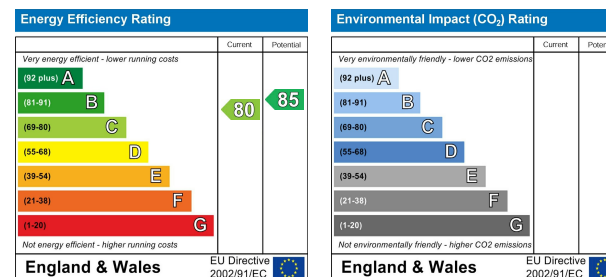 Energy Efficiency Rating
Current Potential
Very energy efficient - lower running costs
(92 plus) A
(81-91) B
(69-80) C
(55-68) D
(39-54) E
(21-38) F
(1-20) G
80
85
Not energy efficient - higher running costs
England & Wales
EU Directive
2002/91/EC
Environmental Impact (CO₂) Rating
Current Poten
Very environmentally friendly - lower CO2 emissions
(92 plus) A
(81-91) B
(69-80) C
(55-68) D
(39-54) E
(21-38) F
(1-20) G
Not environmentally friendly - higher CO2 emissions
England & Wales
EU Directive
2002/91/EC